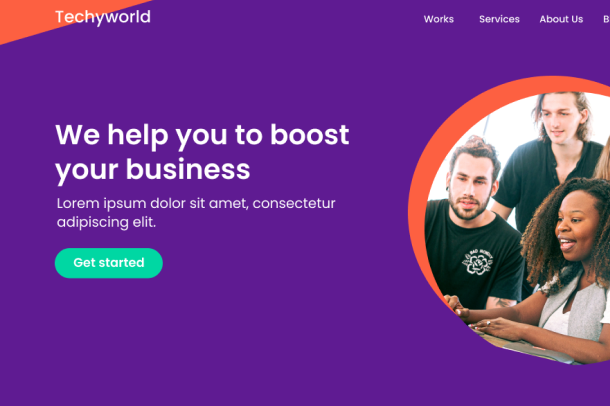 Techyworld
Works Services About Us B
We help you to boost
your business
Lorem ipsum dolor sit amet, consectetur
adipiscing elit.
Get started